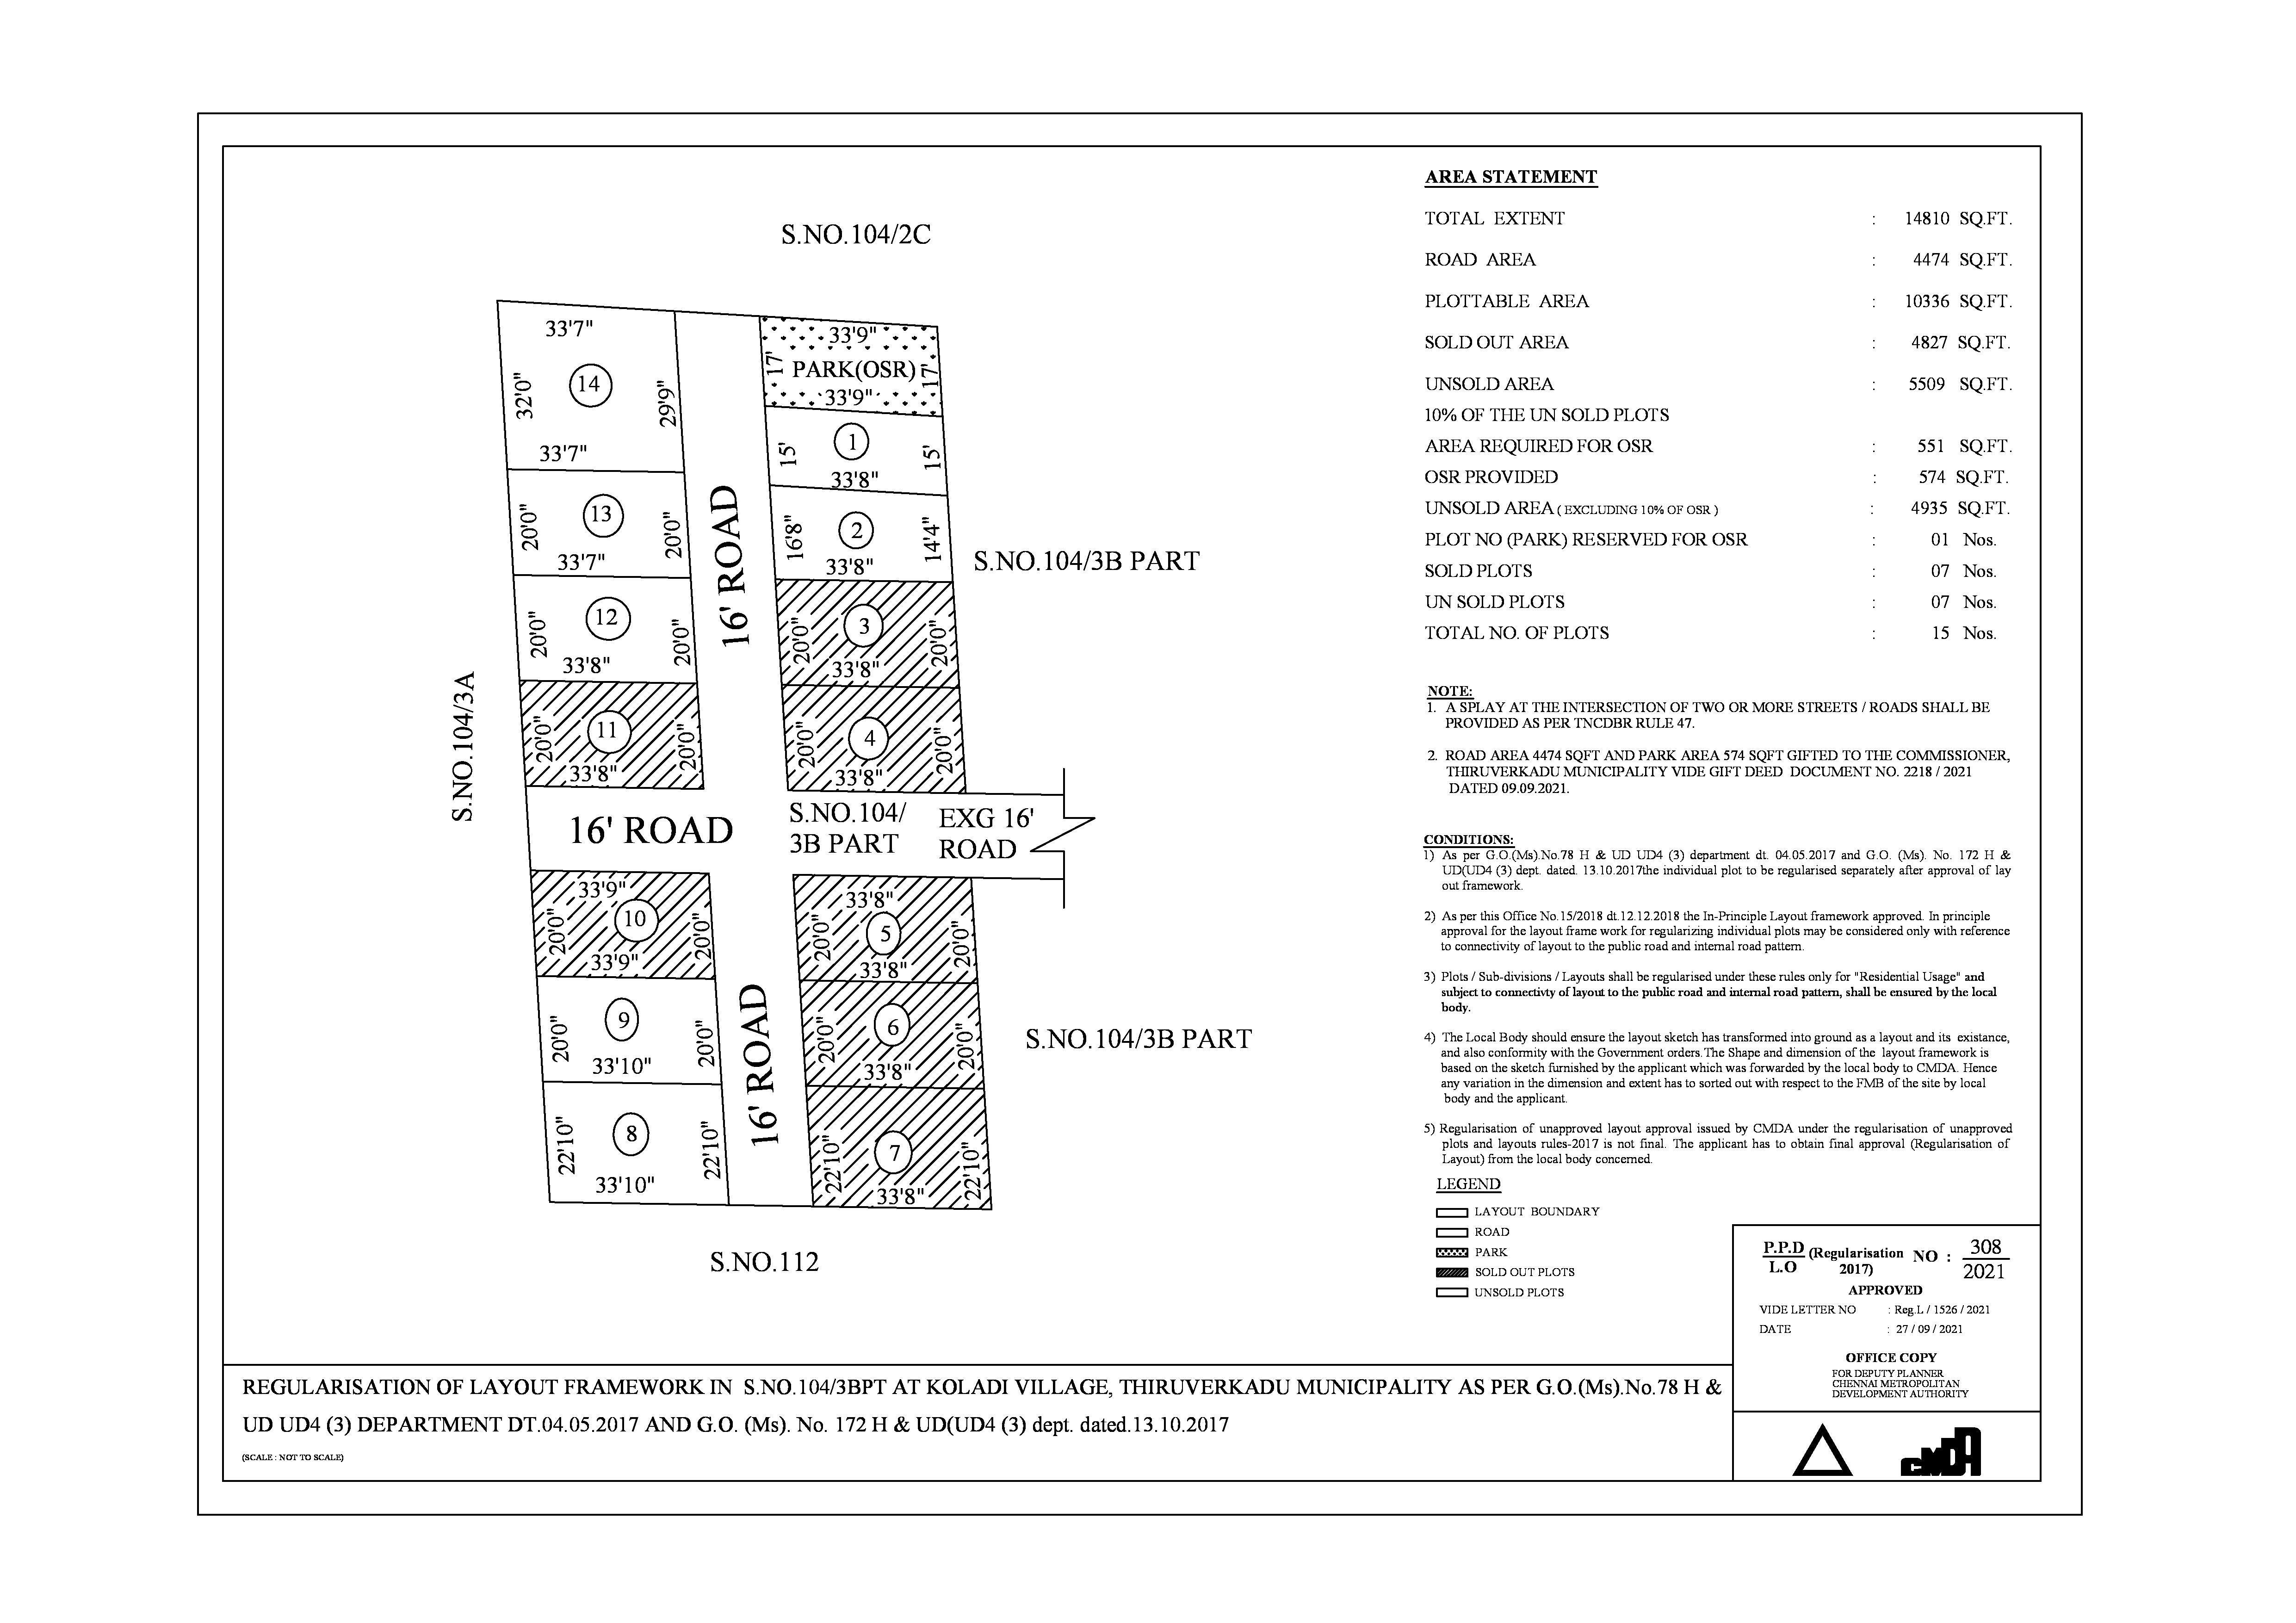 S.NO.104/2C
33'7"
32'0"
14
29'9"
33'7"
20'0"
13
20'0"
33'7"
20'0"
12
20'0"
33'8"
20'0"
11
20'0"
33'8"
16' ROAD
33'9"
17'
PARK(OSR)
17'
33'9"
15'
1
15'
33'8"
16'8"
2
14'4"
33'8"
20'0"
3
20'0"
33'8"
20'0"
4
20'0"
33'8"
S.NO.104/3B PART
S.NO.104/3A
16' ROAD
S.NO.104/
3B PART
EXG 16'
ROAD
33'9"
20'0"
10
20'0"
33'9"
20'0"
9
20'0"
33'10"
22'10"
8
22'10"
33'10"
16' ROAD
33'8"
20'0"
5
20'0"
33'8"
20'0"
6
20'0"
33'8"
22'10"
7
22'10"
33'8"
S.NO.104/3B PART
S.NO.112
AREA STATEMENT
TOTAL EXTENT : 14810 SQ.FT.
ROAD AREA : 4474 SQ.FT.
PLOTTABLE AREA : 10336 SQ.FT.
SOLD OUT AREA : 4827 SQ.FT.
UNSOLD AREA : 5509 SQ.FT.
10% OF THE UN SOLD PLOTS
AREA REQUIRED FOR OSR : 551 SQ.FT.
OSR PROVIDED : 574 SQ.FT.
UNSOLD AREA ( EXCLUDING 10% OF OSR ) : 4935 SQ.FT.
PLOT NO (PARK) RESERVED FOR OSR : 01 Nos.
SOLD PLOTS : 07 Nos.
UN SOLD PLOTS : 07 Nos.
TOTAL NO. OF PLOTS : 15 Nos.
NOTE:
1. A SPLAY AT THE INTERSECTION OF TWO OR MORE STREETS / ROADS SHALL BE
PROVIDED AS PER TNCDBR RULE 47.
2. ROAD AREA 4474 SQFT AND PARK AREA 574 SQFT GIFTED TO THE COMMISSIONER,
THIRUVERKADU MUNICIPALITY VIDE GIFT DEED DOCUMENT NO. 2218 / 2021
DATED 09.09.2021.
CONDITIONS:
1) As per G.O.(Ms).No.78 H & UD UD4 (3) department dt. 04.05.2017 and G.O. (Ms). No. 172 H &
UD(UD4 (3) dept. dated. 13.10.2017the individual plot to be regularised separately after approval of lay
out framework.
2) As per this Office No.15/2018 dt.12.12.2018 the In-Principle Layout framework approved. In principle
approval for the layout frame work for regularizing individual plots may be considered only with reference
to connectivity of layout to the public road and internal road pattern.
3) Plots / Sub-divisions / Layouts shall be regularised under these rules only for "Residential Usage" and
subject to connectivty of layout to the public road and internal road pattern, shall be ensured by the local
body.
4) The Local Body should ensure the layout sketch has transformed into ground as a layout and its existance,
and also conformity with the Government orders.The Shape and dimension of the layout framework is
based on the sketch furnished by the applicant which was forwarded by the local body to CMDA. Hence
any variation in the dimension and extent has to sorted out with respect to the FMB of the site by local
body and the applicant.
5) Regularisation of unapproved layout approval issued by CMDA under the regularisation of unapproved
plots and layouts rules-2017 is not final. The applicant has to obtain final approval (Regularisation of
Layout) from the local body concerned.
LEGEND
LAYOUT BOUNDARY
ROAD
PARK
SOLD OUT PLOTS
UNSOLD PLOTS
P.P.D
L.O
(Regularisation
2017)
NO :
308
2021
APPROVED
VIDE LETTER NO : Reg.L / 1526 / 2021
DATE : 27 / 09 / 2021
OFFICE COPY
FOR DEPUTY PLANNER
CHENNAI METROPOLITAN
DEVELOPMENT AUTHORITY
CMDA
REGULARISATION OF LAYOUT FRAMEWORK IN S.NO.104/3BPT AT KOLADI VILLAGE, THIRUVERKADU MUNICIPALITY AS PER G.O.(Ms).No.78 H &
UD UD4 (3) DEPARTMENT DT.04.05.2017 AND G.O. (Ms). No. 172 H & UD(UD4 (3) dept. dated.13.10.2017
(SCALE : NOT TO SCALE)